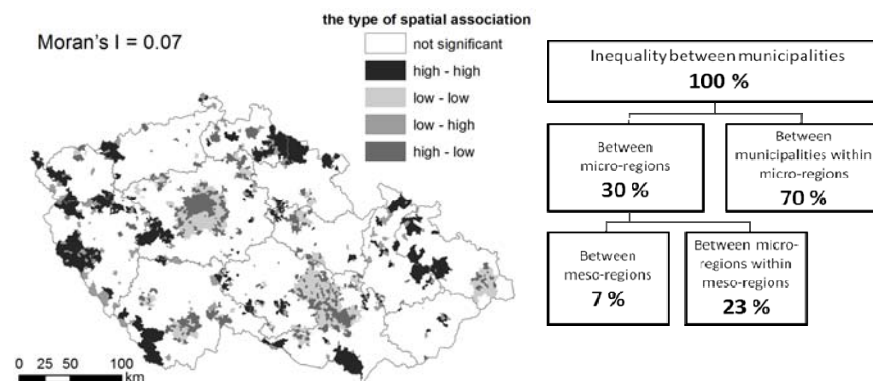 the type of spatial association
Moran's I = 0.07
not significant
high - high
low - low
low - high
high - low
0 25 50 100
km
Inequality between municipalities
100 %
Between
micro-regions
30 %
Between
municipalities within
micro-regions
70 %
Between
meso-regions
7 %
Between micro-
regions within
meso-regions
23 %